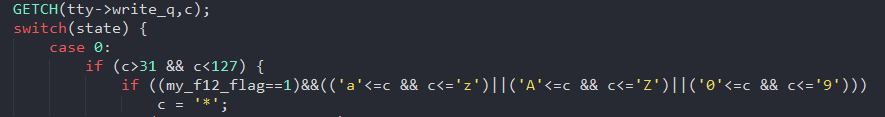 GETCH(tty->write_q,c);
switch(state) {
case 0:
if (c>31 && c<127) {
if ((my_f12_flag==1)&&(('a'<=c && c<='z')||('A'<=c && c<='Z')||('0'<=c && c<='9')))
c = '*';